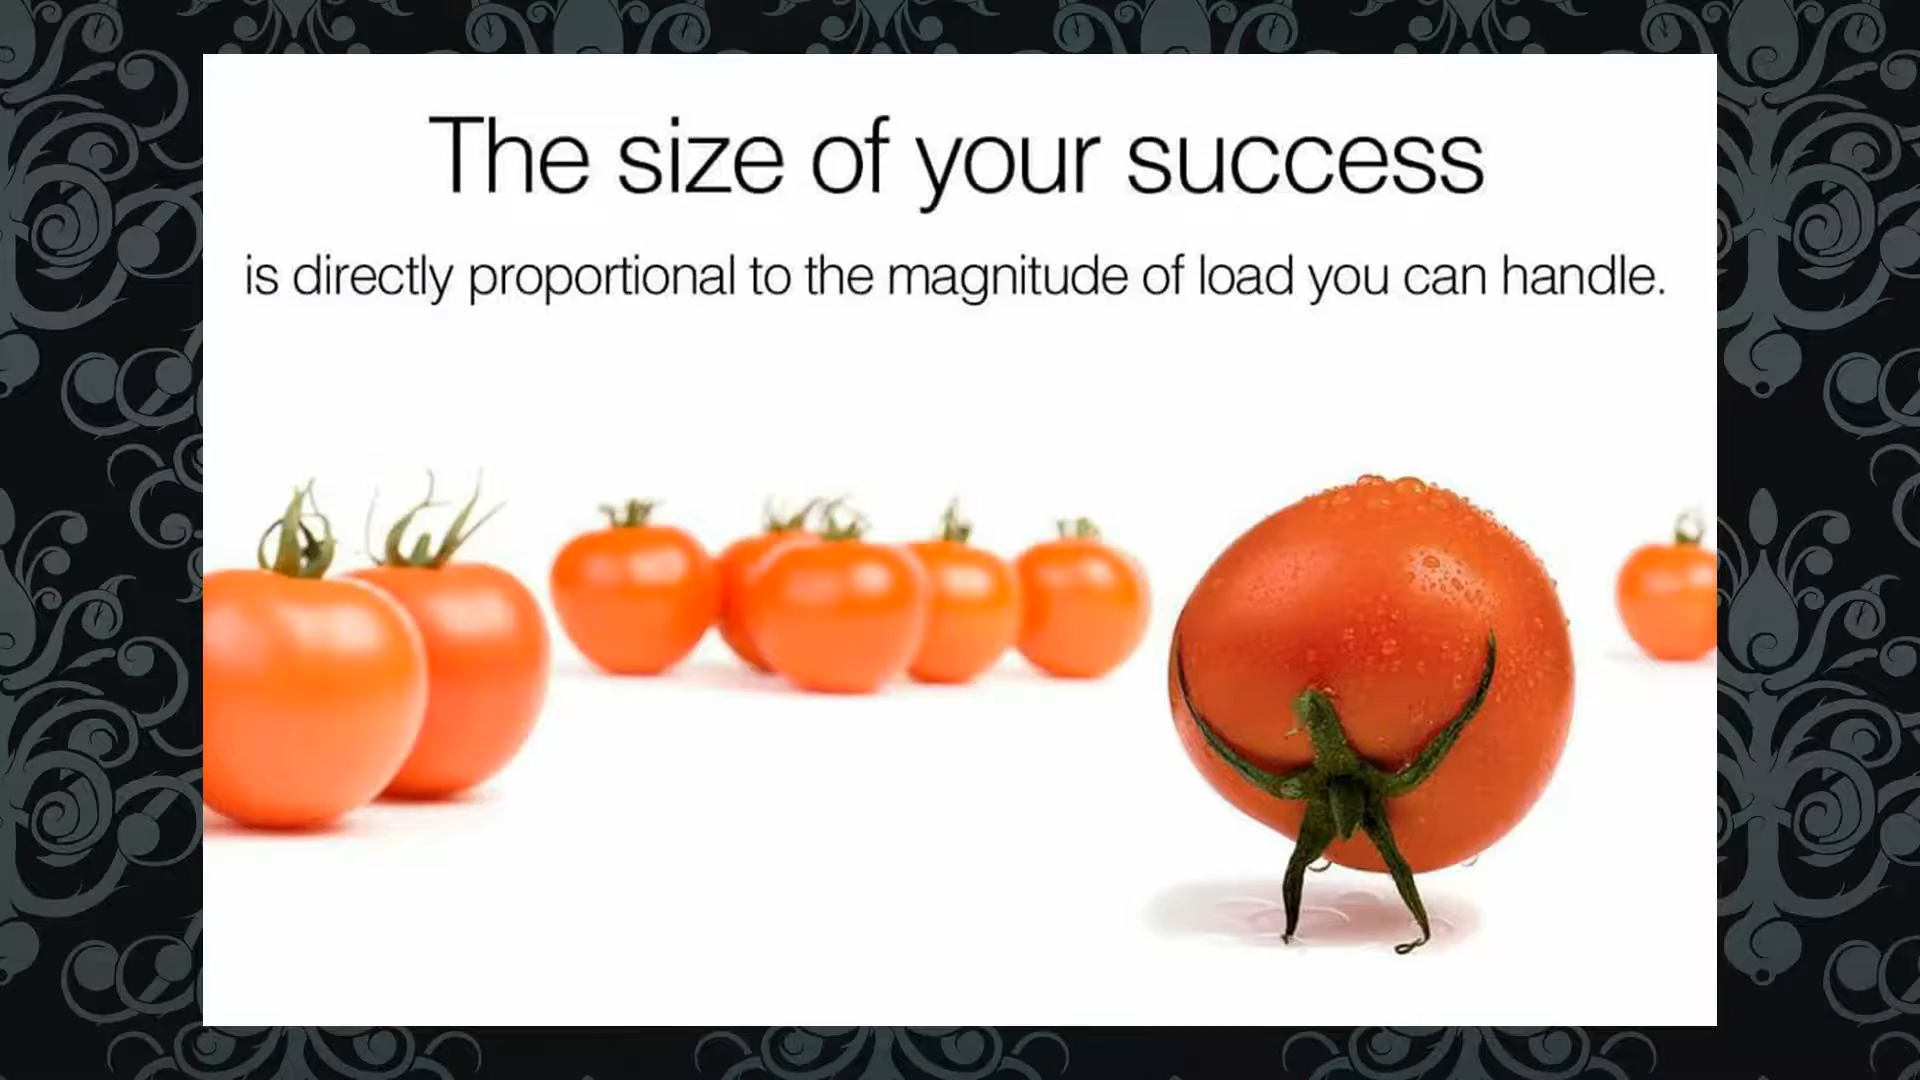 The size of your success
is directly proportional to the magnitude of load you can handle.